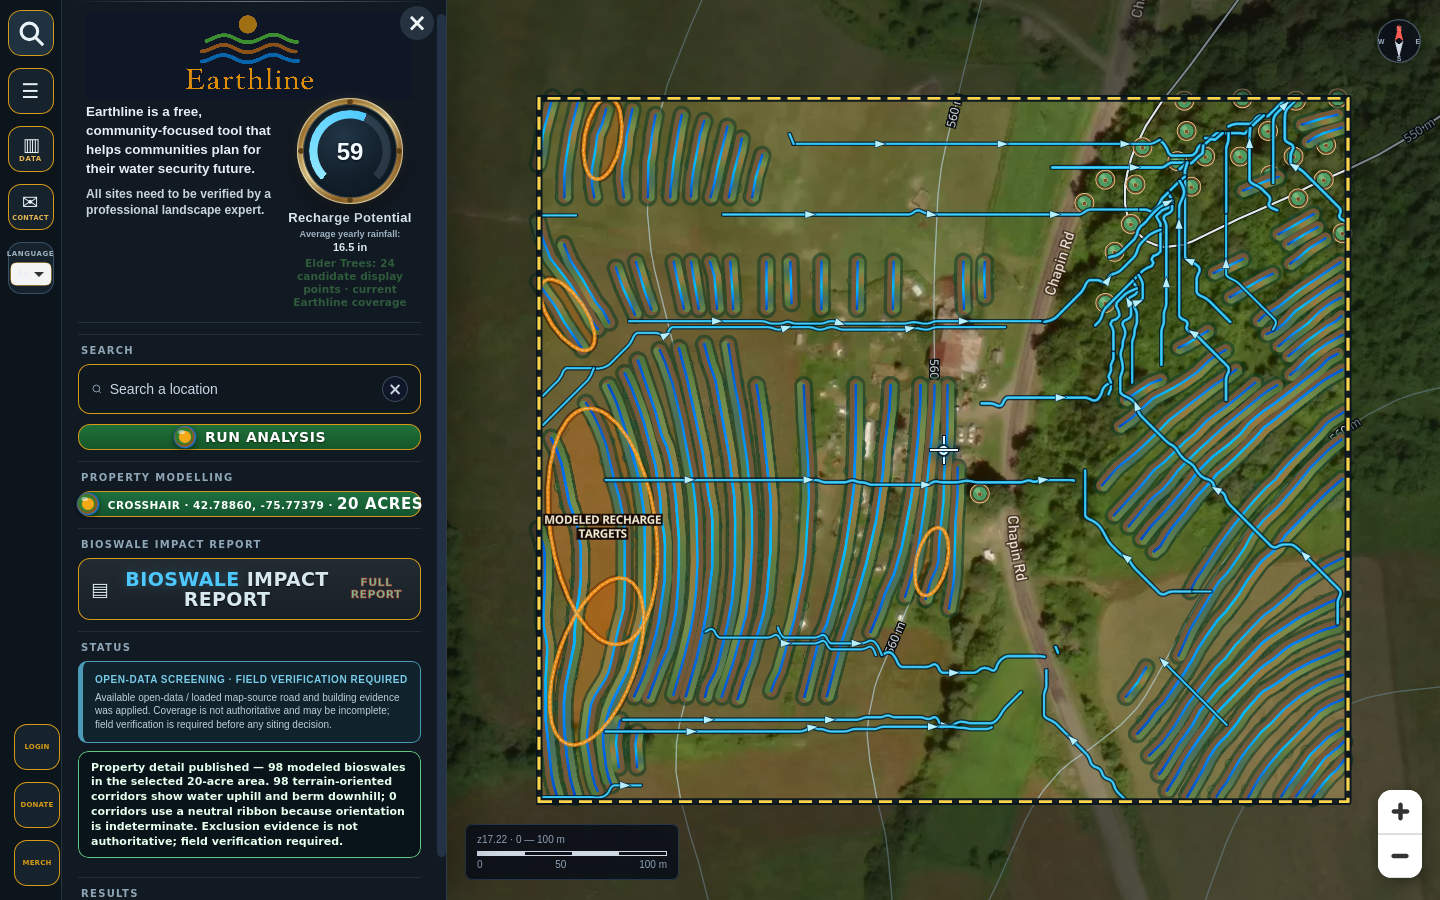 Earthline
Earthline is a free,
community-focused tool that
helps communities plan for
their water security future.
All sites need to be verified by a
professional landscape expert.
59
Recharge Potential
Average yearly rainfall:
16.5 in
Elder Trees: 24
candidate display
points · current
Earthline coverage
DATA
CONTACT
LANGUAGE
LOGIN
DONATE
MERCH
SEARCH
Search a location
RUN ANALYSIS
PROPERTY MODELLING
CROSSHAIR · 42.78860, -75.77379 · 20 ACRES
BIOSWALE IMPACT REPORT
BIOSWALE IMPACT
REPORT
FULL
REPORT
STATUS
OPEN-DATA SCREENING · FIELD VERIFICATION REQUIRED
Available open-data / loaded map-source road and building evidence
was applied. Coverage is not authoritative and may be incomplete;
field verification is required before any siting decision.
Property detail published — 98 modeled bioswales
in the selected 20-acre area. 98 terrain-oriented
corridors show water uphill and berm downhill; 0
corridors use a neutral ribbon because orientation
is indeterminate. Exclusion evidence is not
authoritative; field verification required.
RESULTS
Ch
N
W
E
S
560 m
550 m
Chapin Rd
560
MODELED RECHARGE
TARGETS
Chapin Rd
560 m
z17.22 · 0 — 100 m
0
50
100 m